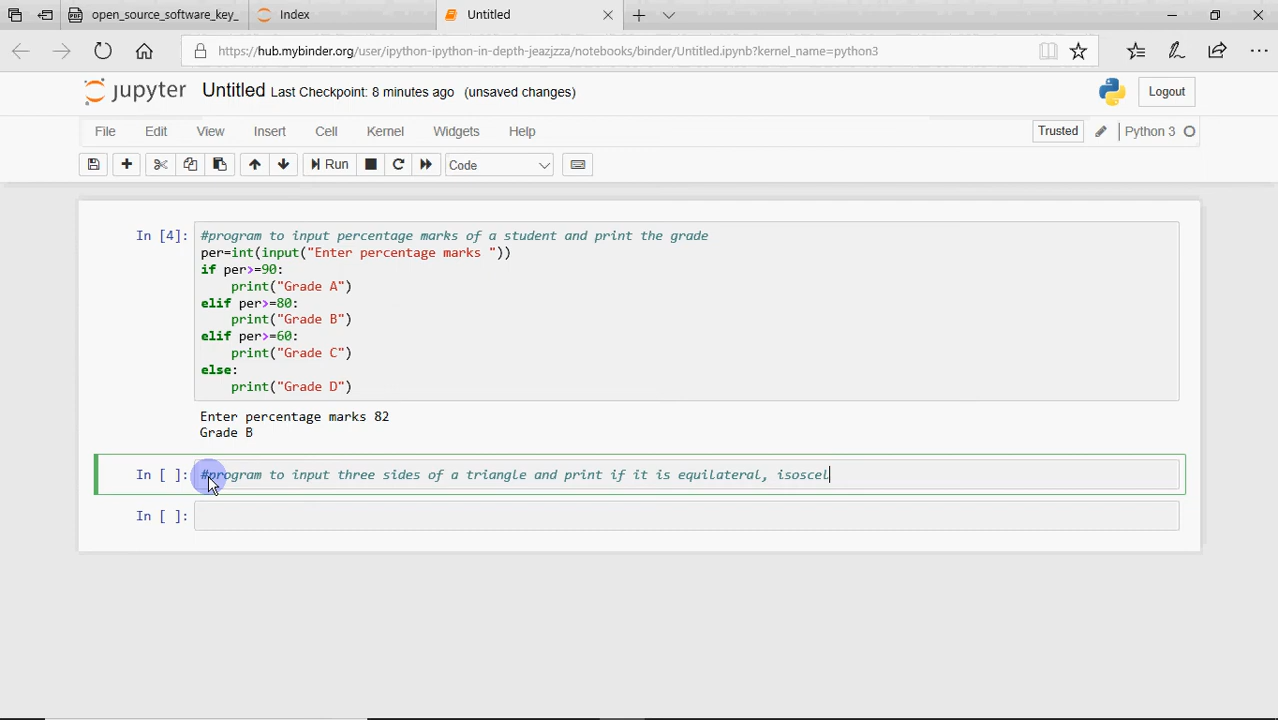 open_source_software_key_
Index
Untitled
https://hub.mybinder.org/user/ipython-ipython-in-depth-jeazjzza/notebooks/binder/Untitled.ipynb?kernel_name=python3
jupyter Untitled Last Checkpoint: 8 minutes ago (unsaved changes)
Logout
File Edit View Insert Cell Kernel Widgets Help
Trusted
Python 3
Run
Code
In [4]: #program to input percentage marks of a student and print the grade
per=int(input("Enter percentage marks "))
if per>=90:
    print("Grade A")
elif per>=80:
    print("Grade B")
elif per>=60:
    print("Grade C")
else:
    print("Grade D")
Enter percentage marks 82
Grade B
In [ ]: #program to input three sides of a triangle and print if it is equilateral, isoscel
In [ ]: